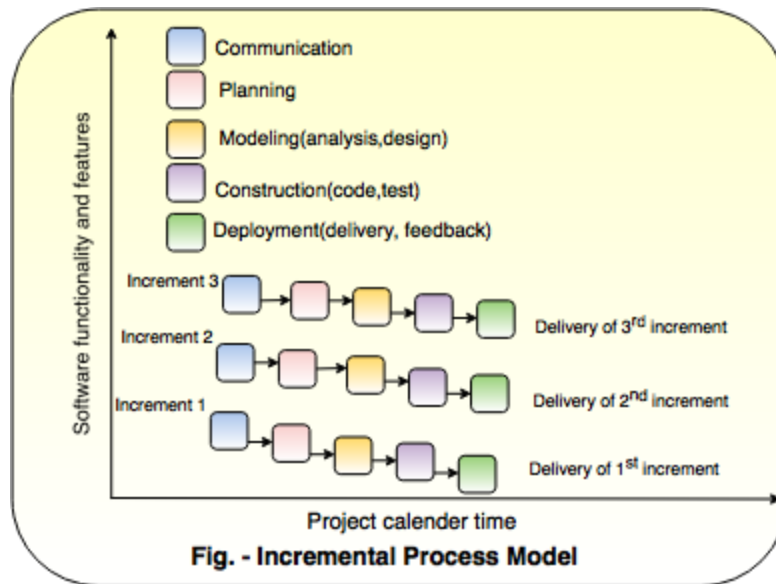 Communication
Planning
Modeling(analysis,design)
Construction(code,test)
Deployment(delivery, feedback)
Software functionality and features
Increment 3
Delivery of 3rd increment
Increment 2
Delivery of 2nd increment
Increment 1
Delivery of 1st increment
Project calender time
Fig. - Incremental Process Model